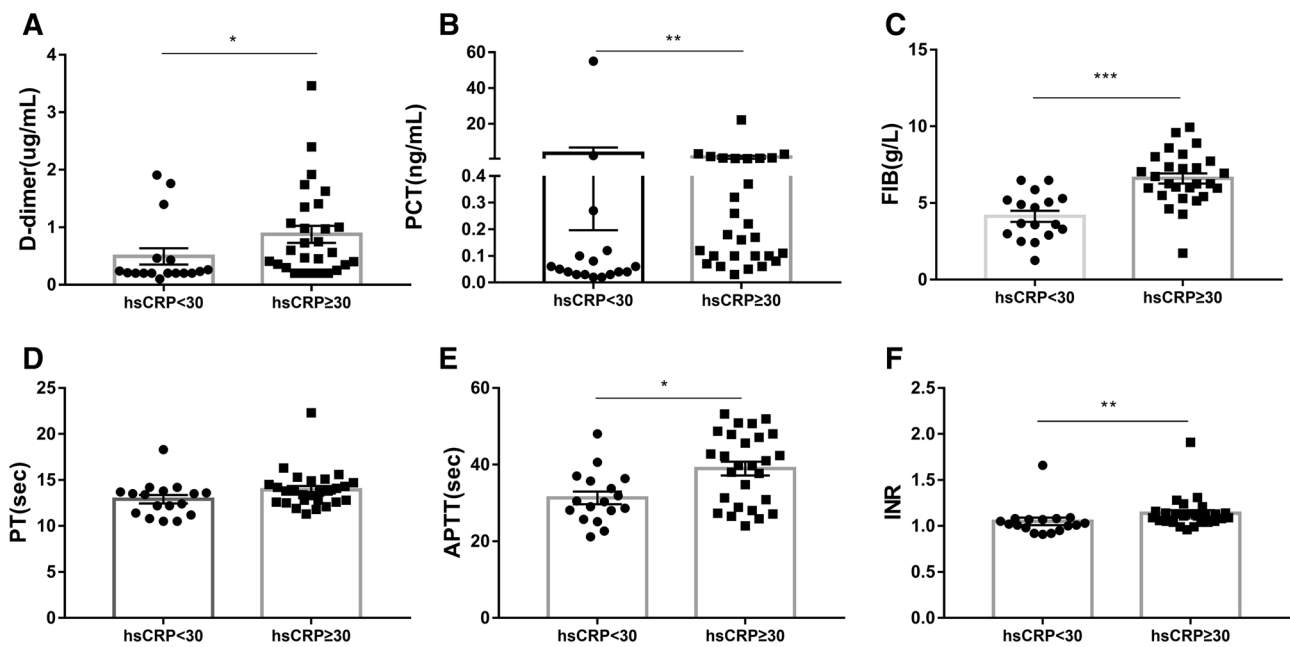 A
D-dimer(ug/mL)
4
3
2
1
0
*
hsCRP<30
hsCRP≥30
B
PCT(ng/mL)
60
40
20
0.4
0.3
0.2
0.1
0.0
**
hsCRP<30
hsCRP≥30
C
FIB(g/L)
15
10
5
0
***
hsCRP<30
hsCRP≥30
D
PT(sec)
25
20
15
10
5
0
hsCRP<30
hsCRP≥30
E
APTT(sec)
60
40
20
0
*
hsCRP<30
hsCRP≥30
F
INR
2.5
2.0
1.5
1.0
0.5
0.0
**
hsCRP<30
hsCRP≥30